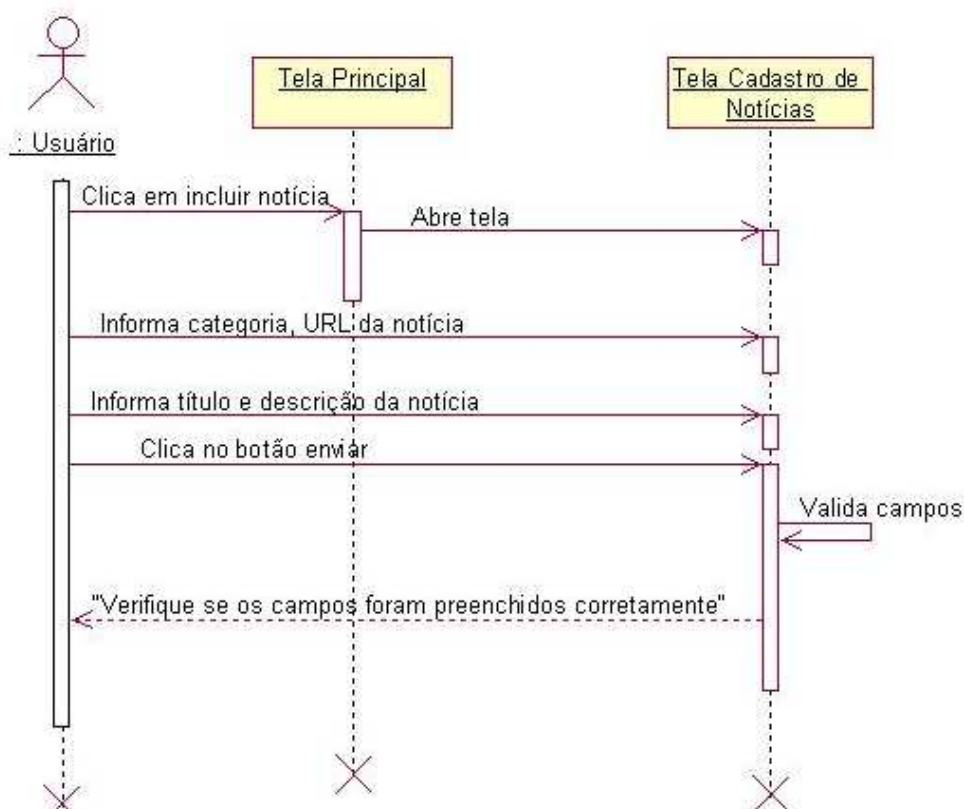 Tela Principal
Tela Cadastro de
Notícias
: Usuário
Clica em incluir notícia
Abre tela
Informa categoria, URL da notícia
Informa título e descrição da notícia
Clica no botão enviar
Valida campos
"Verifique se os campos foram preenchidos corretamente"